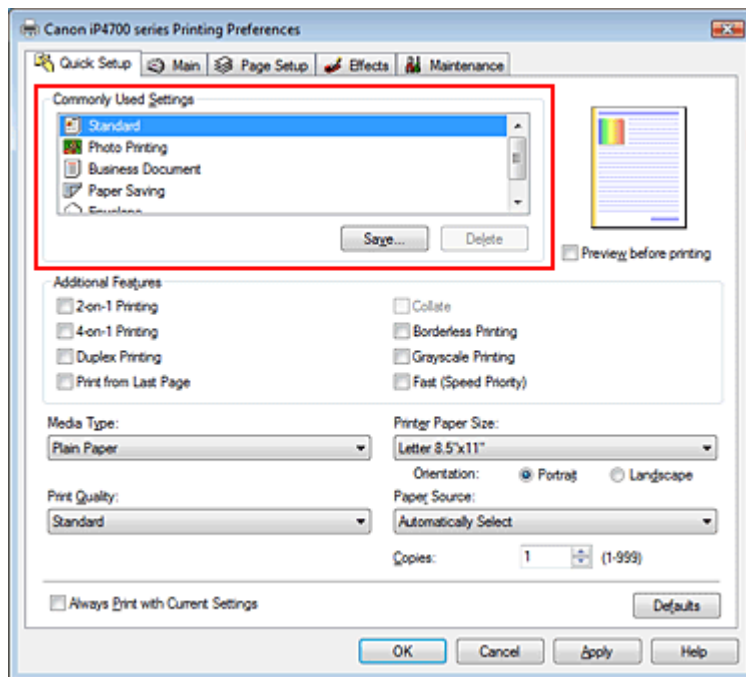 Canon iP4700 series Printing Preferences
Quick Setup Main Page Setup Effects Maintenance
Commonly Used Settings
Standard
Photo Printing
Business Document
Paper Saving
Envelope
Save... Delete
Preview before printing
Additional Features
2-on-1 Printing Collate
4-on-1 Printing Borderless Printing
Duplex Printing Grayscale Printing
Print from Last Page Fast (Speed Priority)
Media Type: Printer Paper Size:
Plain Paper Letter 8.5"x11"
Orientation: Portrait Landscape
Print Quality: Paper Source:
Standard Automatically Select
Copies: 1 (1-999)
Always Print with Current Settings Defaults
OK Cancel Apply Help